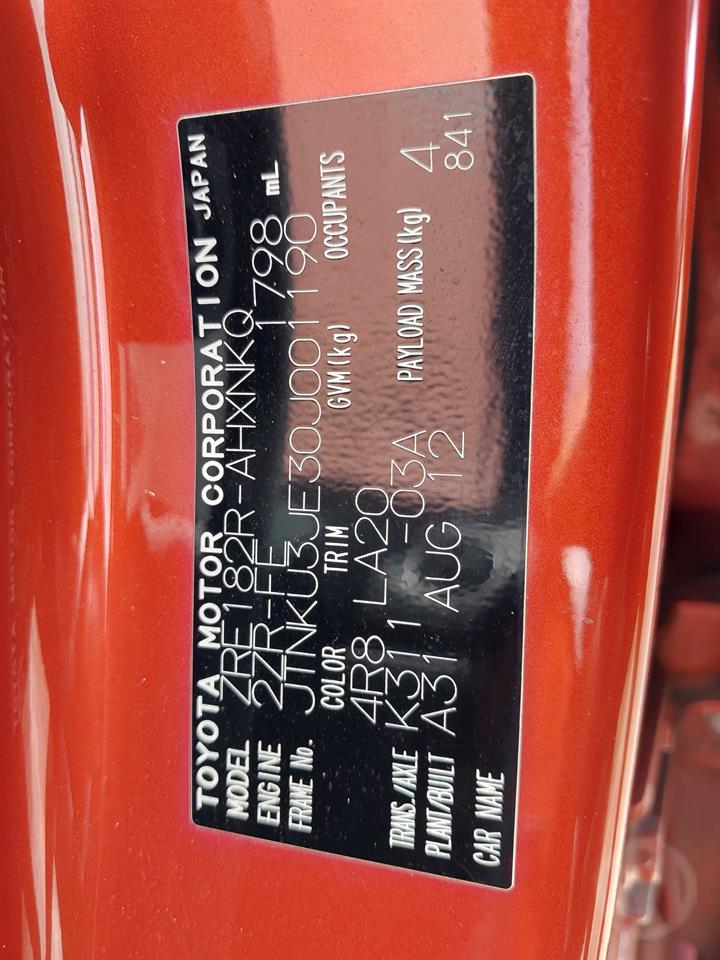 TOYOTA MOTOR CORPORATION JAPAN
MODEL ZRE182R-AHXNKQ
ENGINE 2ZR-FE 1798 mL
FRAME No. JTNKU3JE30J001190
COLOR TRIM GVM(kg) OCCUPANTS
4R8 LA20 4
TRANS./AXLE K311 -03A PAYLOAD MASS(kg) 841
PLANT/BUILT A31 AUG 12
CAR NAME